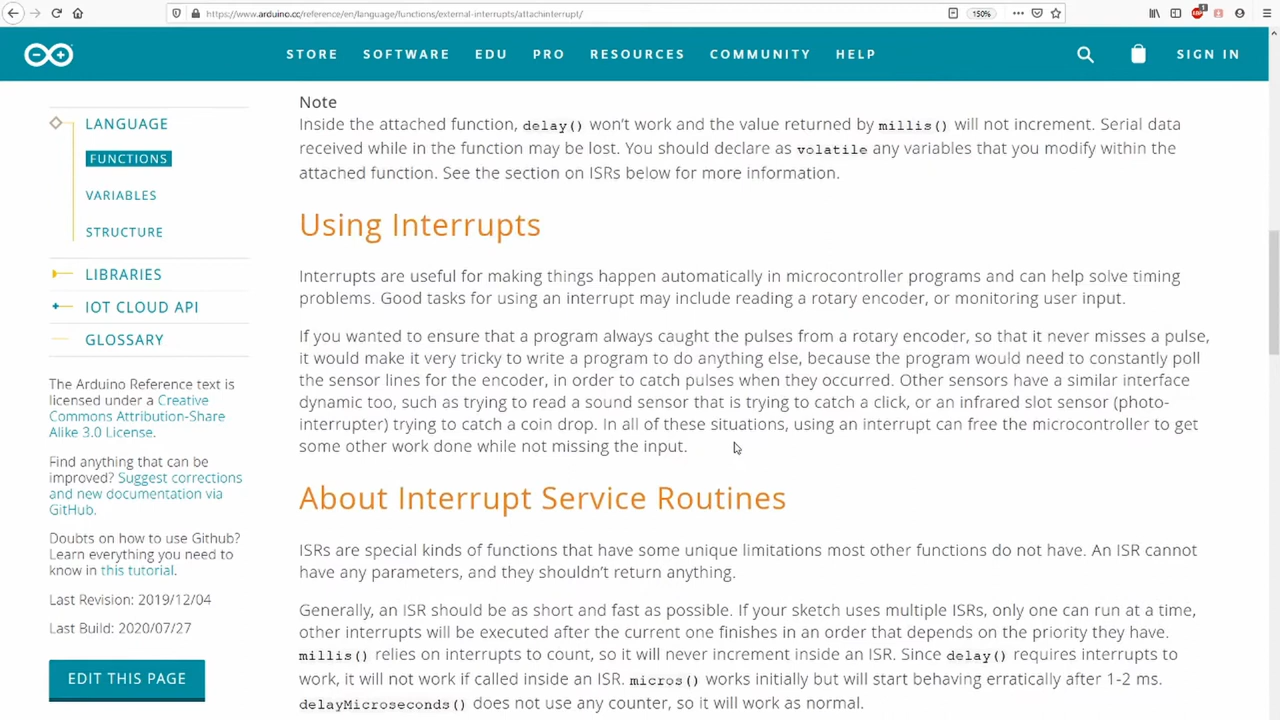 https://www.arduino.cc/reference/en/language/functions/external-interrupts/attachinterrupt/
150%
STORE SOFTWARE EDU PRO RESOURCES COMMUNITY HELP SIGN IN
LANGUAGE
FUNCTIONS
VARIABLES
STRUCTURE
LIBRARIES
IOT CLOUD API
GLOSSARY
The Arduino Reference text is
licensed under a Creative
Commons Attribution-Share
Alike 3.0 License.
Find anything that can be
improved? Suggest corrections
and new documentation via
GitHub.
Doubts on how to use Github?
Learn everything you need to
know in this tutorial.
Last Revision: 2019/12/04
Last Build: 2020/07/27
EDIT THIS PAGE
Note
Inside the attached function, delay() won't work and the value returned by millis() will not increment. Serial data
received while in the function may be lost. You should declare as volatile any variables that you modify within the
attached function. See the section on ISRs below for more information.
Using Interrupts
Interrupts are useful for making things happen automatically in microcontroller programs and can help solve timing
problems. Good tasks for using an interrupt may include reading a rotary encoder, or monitoring user input.
If you wanted to ensure that a program always caught the pulses from a rotary encoder, so that it never misses a pulse,
it would make it very tricky to write a program to do anything else, because the program would need to constantly poll
the sensor lines for the encoder, in order to catch pulses when they occurred. Other sensors have a similar interface
dynamic too, such as trying to read a sound sensor that is trying to catch a click, or an infrared slot sensor (photo-
interrupter) trying to catch a coin drop. In all of these situations, using an interrupt can free the microcontroller to get
some other work done while not missing the input.
About Interrupt Service Routines
ISRs are special kinds of functions that have some unique limitations most other functions do not have. An ISR cannot
have any parameters, and they shouldn't return anything.
Generally, an ISR should be as short and fast as possible. If your sketch uses multiple ISRs, only one can run at a time,
other interrupts will be executed after the current one finishes in an order that depends on the priority they have.
millis() relies on interrupts to count, so it will never increment inside an ISR. Since delay() requires interrupts to
work, it will not work if called inside an ISR. micros() works initially but will start behaving erratically after 1-2 ms.
delayMicroseconds() does not use any counter, so it will work as normal.